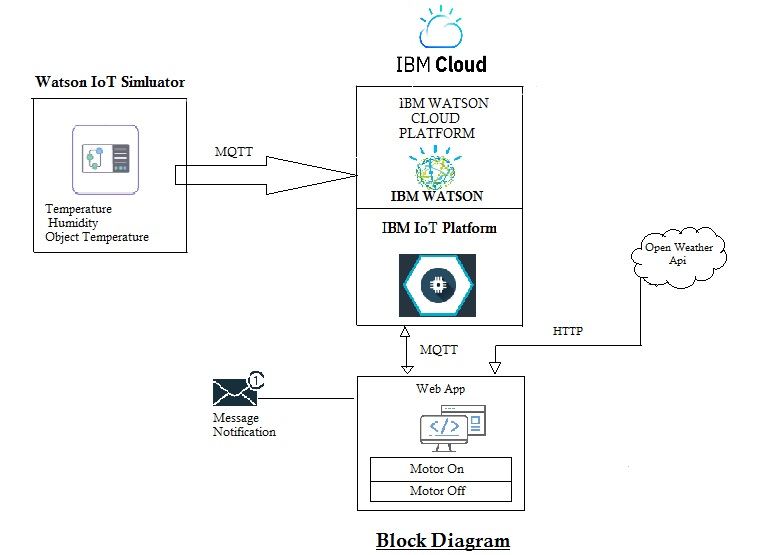 IBM Cloud
Watson IoT Simluator
iBM WATSON
CLOUD
PLATFORM
MQTT
IBM WATSON
Temperature
Humidity
Object Temperature
IBM IoT Platform
Open Weather
Api
HTTP
MQTT
1
Web App
</>
Message
Notification
Motor On
Motor Off
Block Diagram